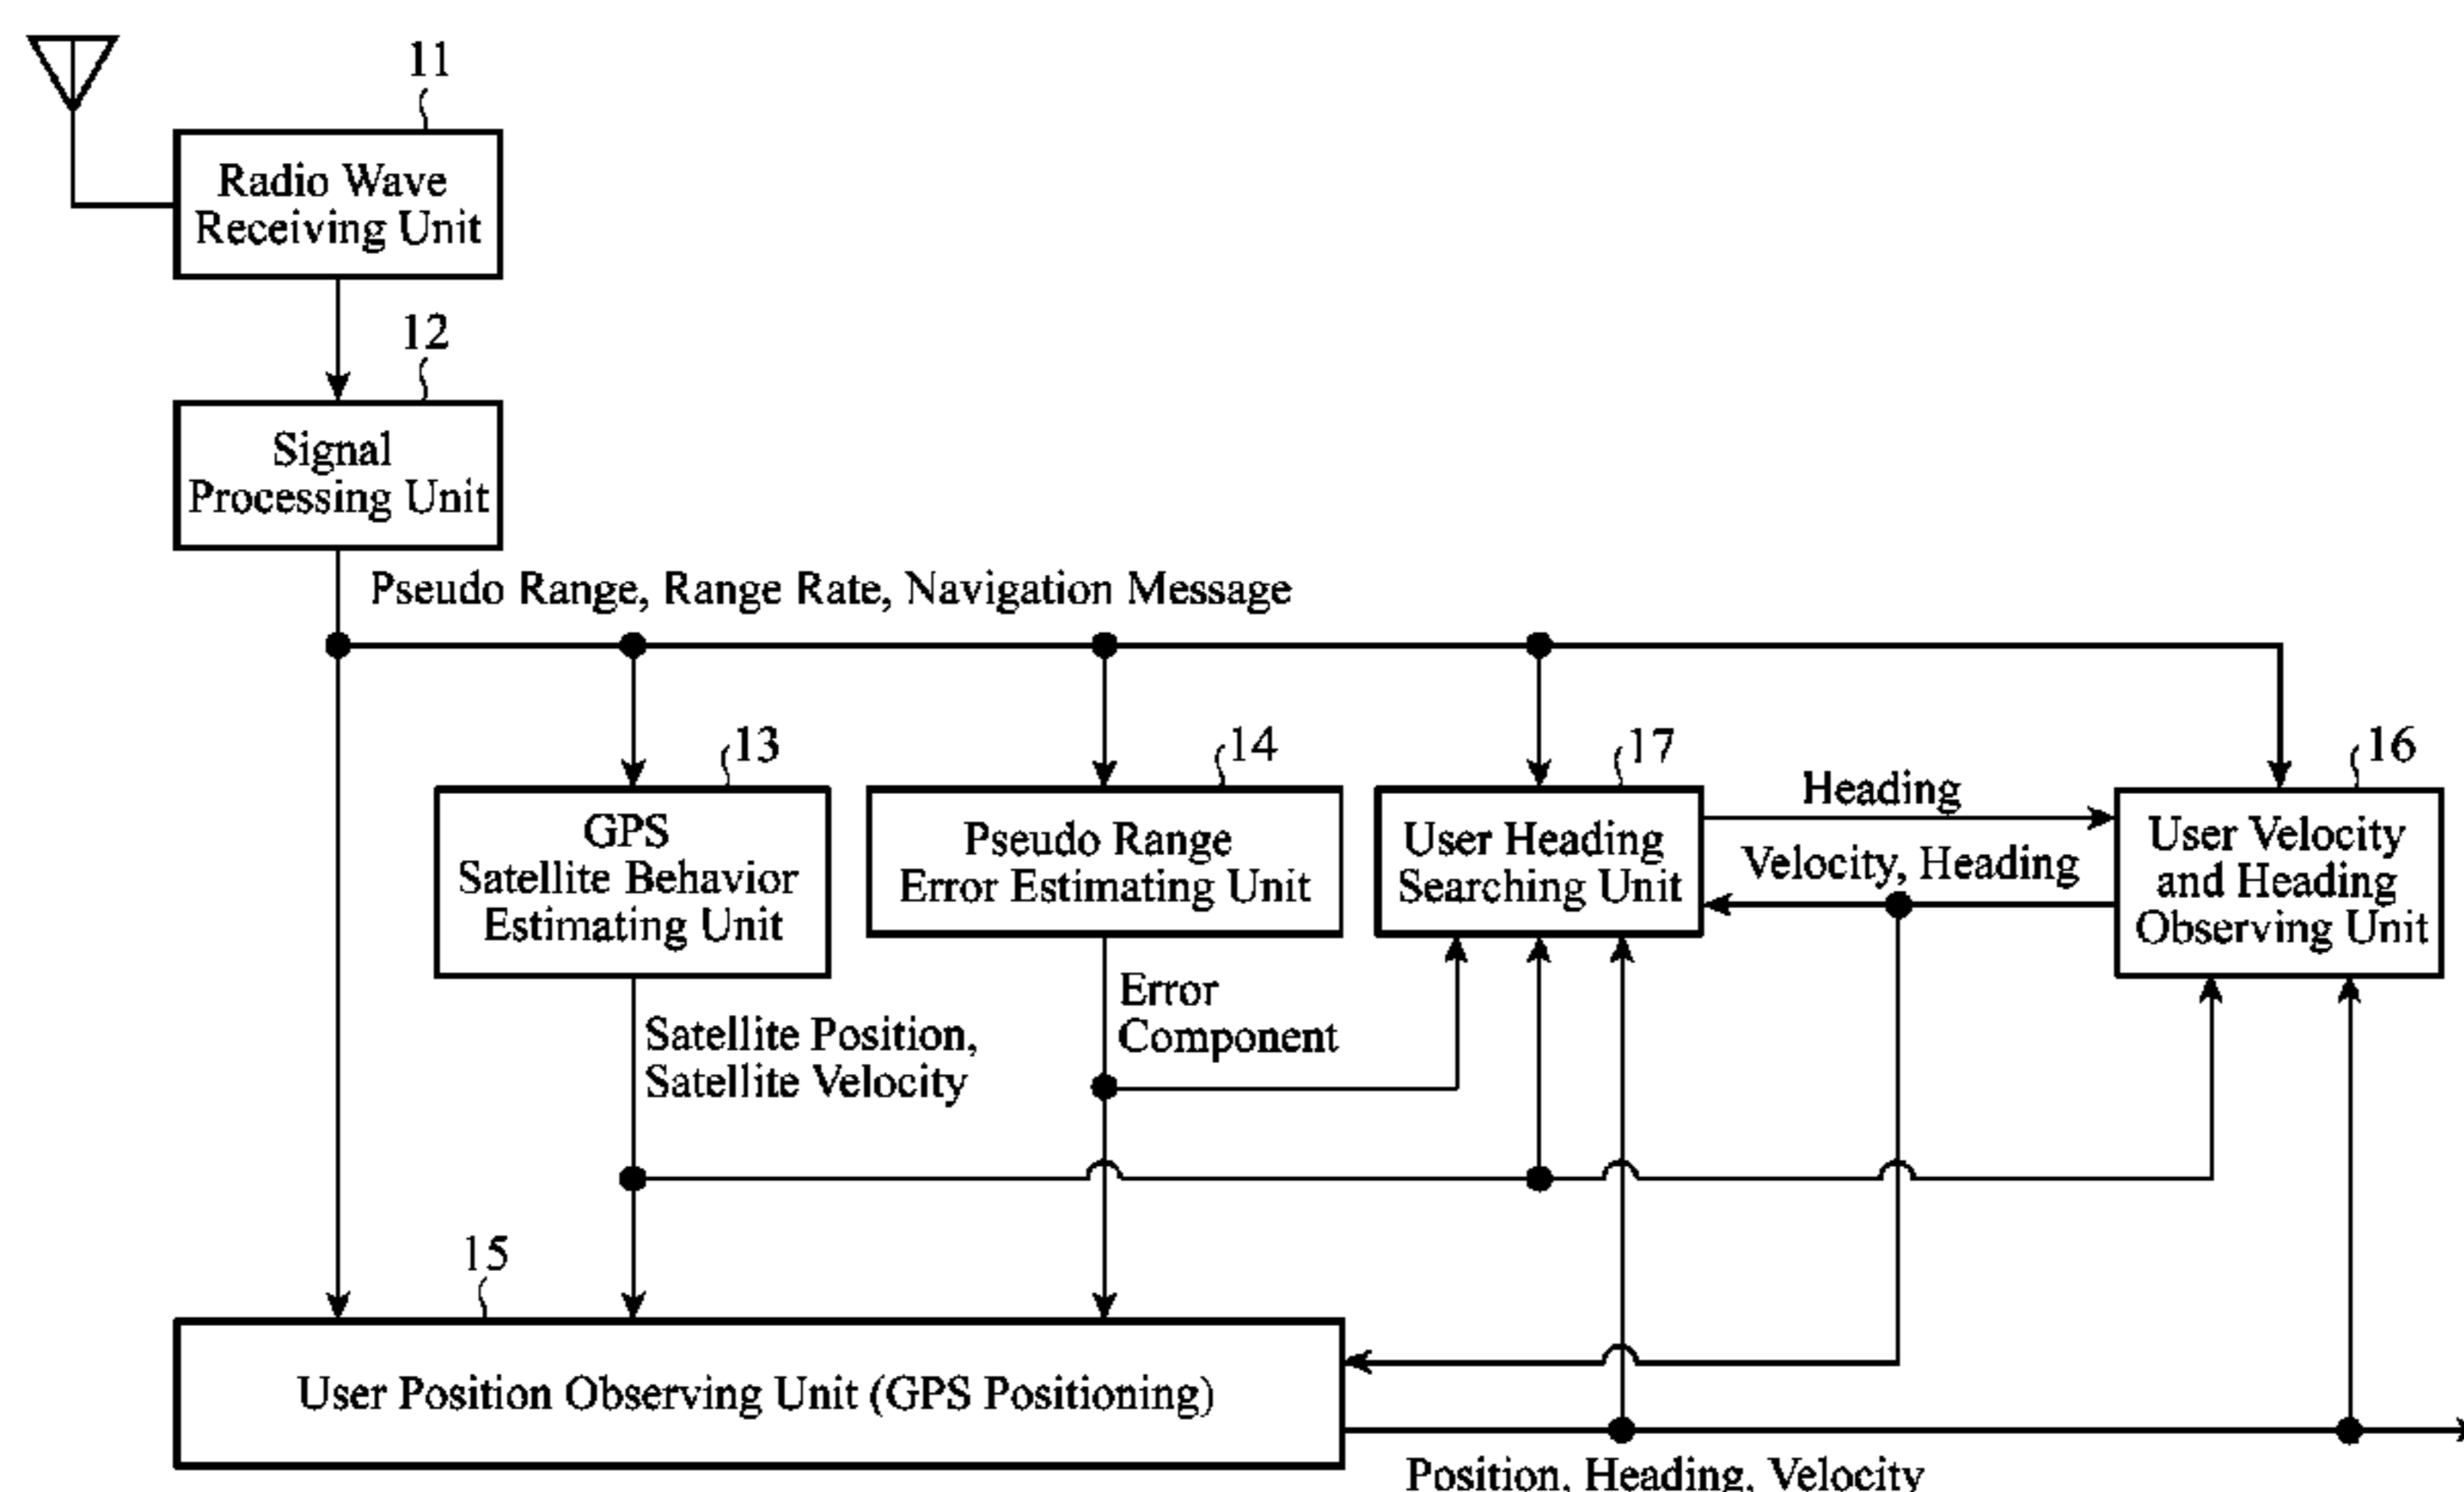 11
Radio Wave
Receiving Unit
12
Signal
Processing Unit
Pseudo Range, Range Rate, Navigation Message
13
GPS
Satellite Behavior
Estimating Unit
14
Pseudo Range
Error Estimating Unit
17
User Heading
Searching Unit
Heading
Velocity, Heading
16
User Velocity
and Heading
Observing Unit
Satellite Position,
Satellite Velocity
Error
Component
15
User Position Observing Unit (GPS Positioning)
Position, Heading, Velocity